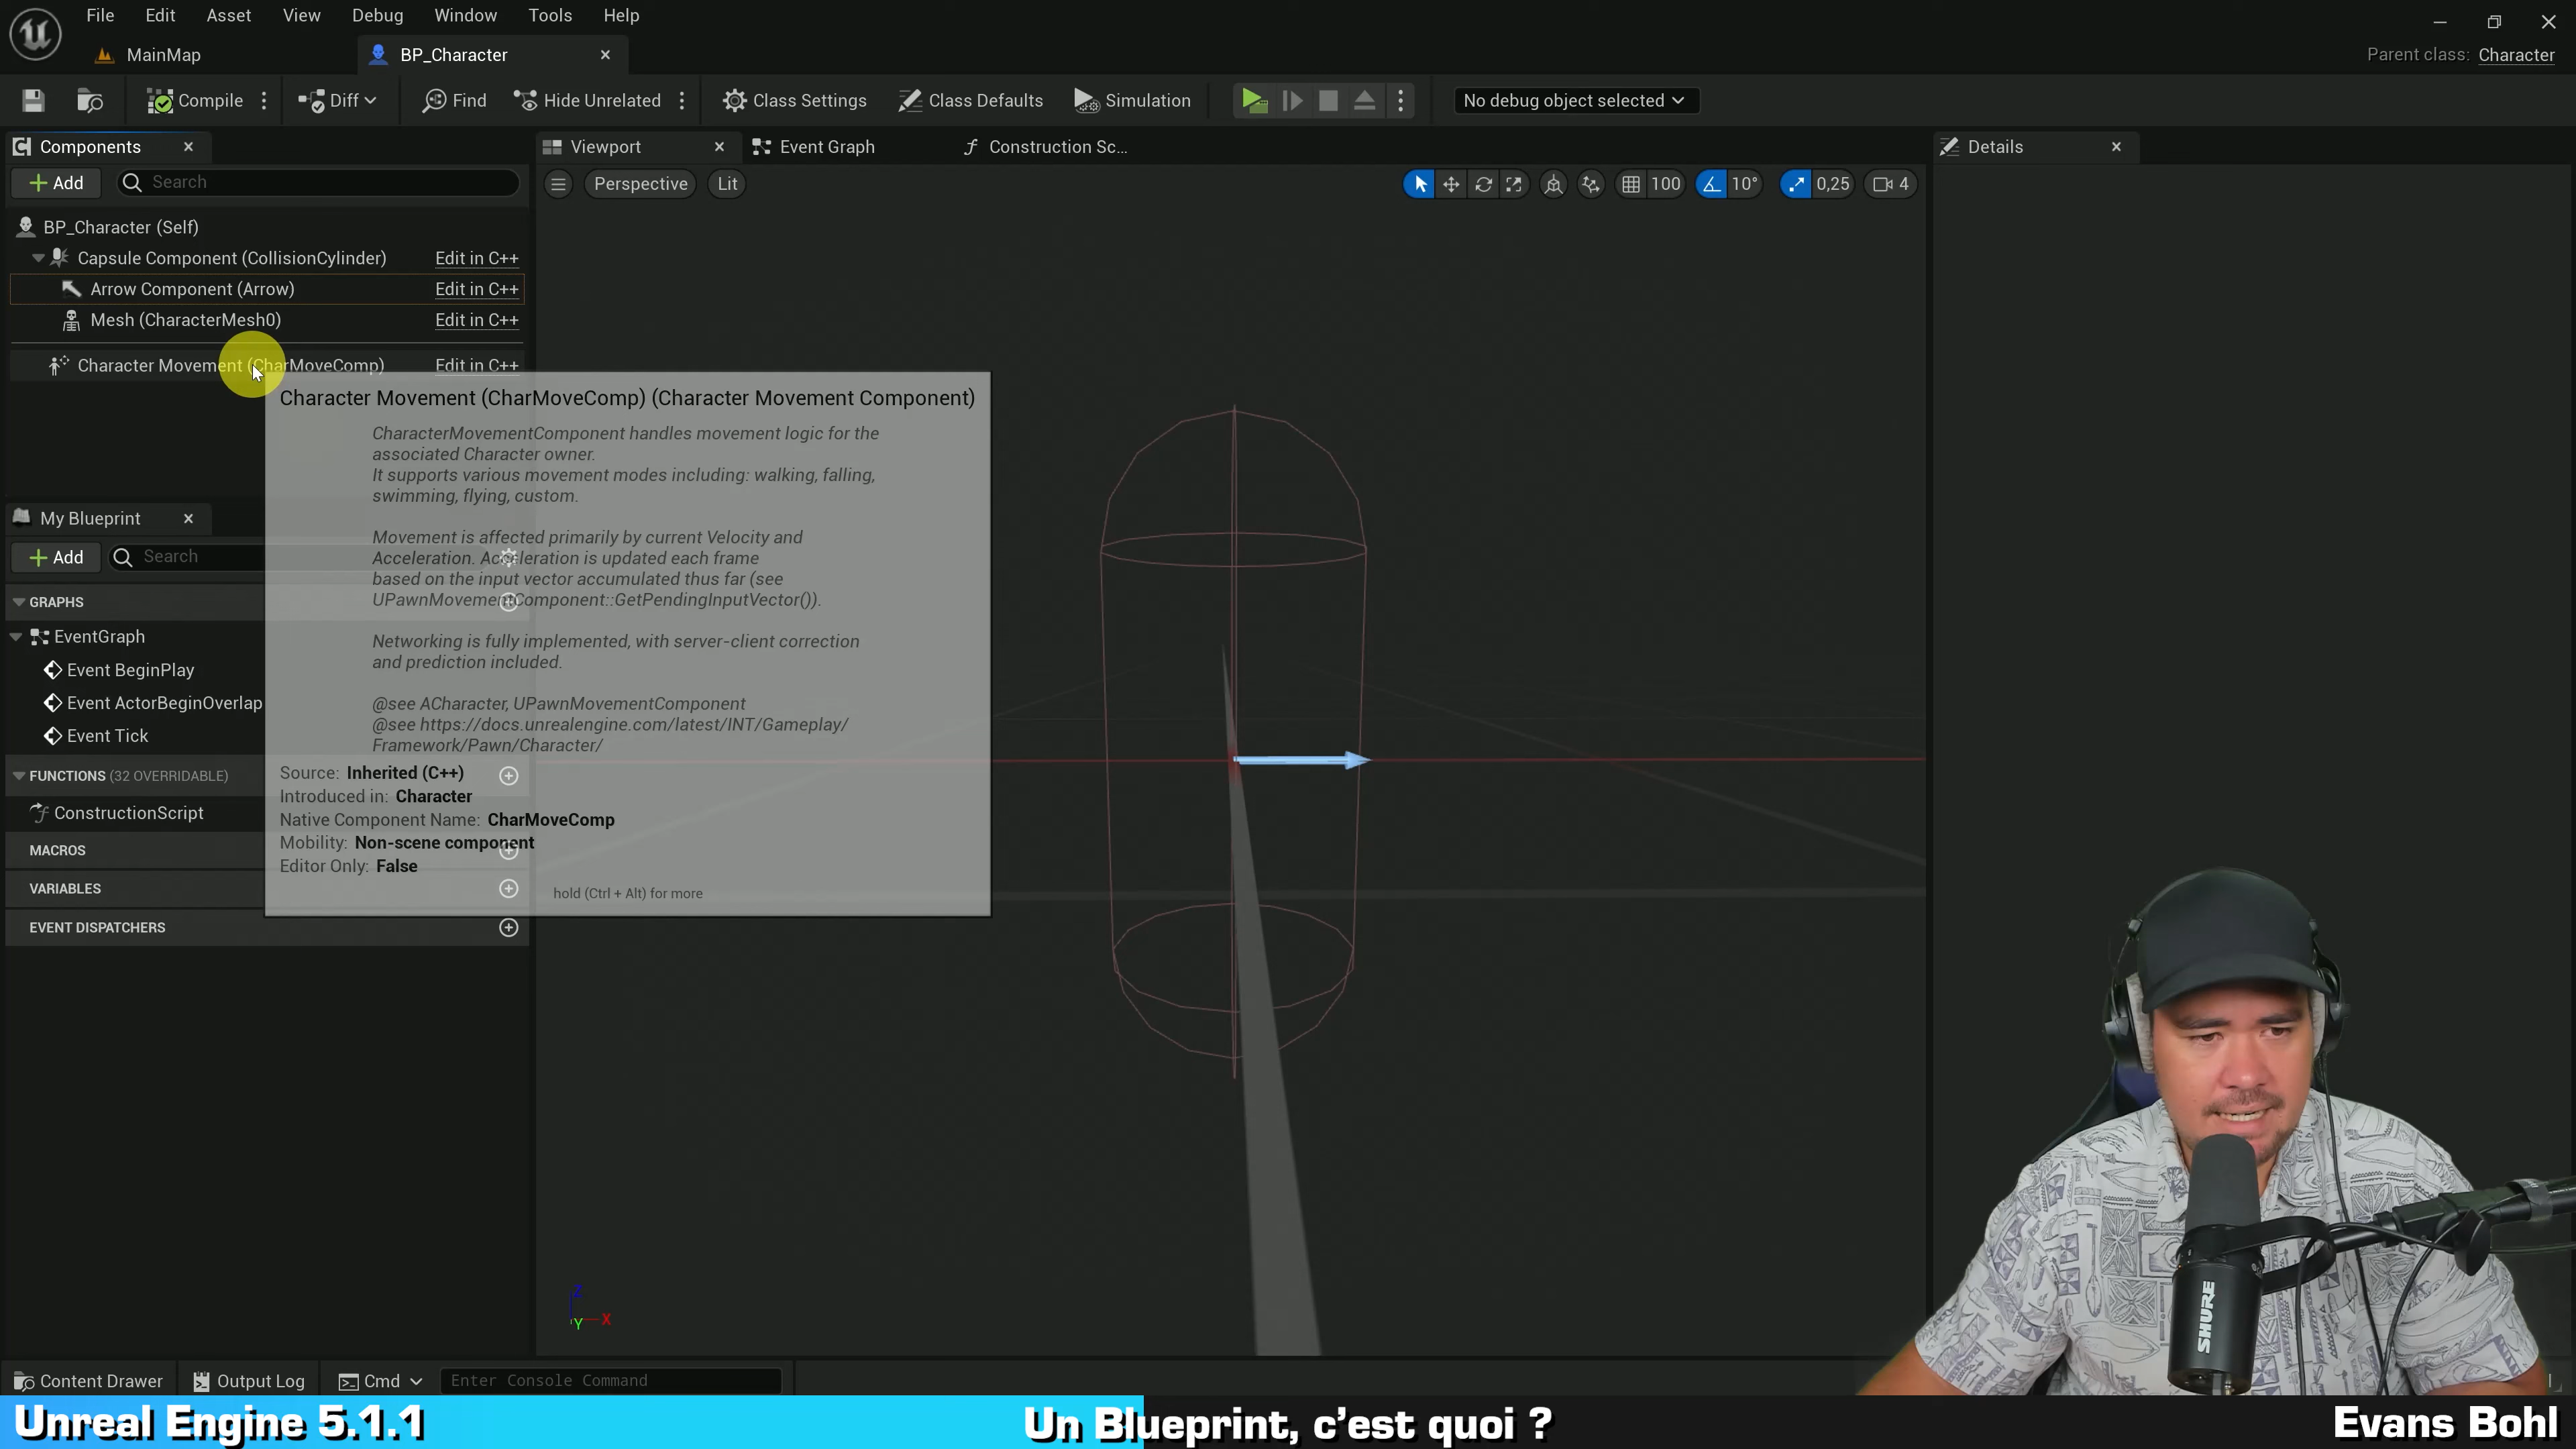 File Edit Asset View Debug Window Tools Help
MainMap
BP_Character
Parent class: Character
Compile
Diff
Find
Hide Unrelated
Class Settings
Class Defaults
Simulation
No debug object selected
Components
Add
Search
BP_Character (Self)
Capsule Component (CollisionCylinder) Edit in C++
Arrow Component (Arrow) Edit in C++
Mesh (CharacterMesh0) Edit in C++
Character Movement (CharMoveComp) Edit in C++
Viewport
Event Graph
Construction Sc...
Perspective
Lit
100
10°
0,25
4
Details
Character Movement (CharMoveComp) (Character Movement Component)
CharacterMovementComponent handles movement logic for the
associated Character owner.
It supports various movement modes including: walking, falling,
swimming, flying, custom.
Movement is affected primarily by current Velocity and
Acceleration. Acceleration is updated each frame
based on the input vector accumulated thus far (see
UPawnMovementComponent::GetPendingInputVector()).
Networking is fully implemented, with server-client correction
and prediction included.
@see ACharacter, UPawnMovementComponent
@see https://docs.unrealengine.com/latest/INT/Gameplay/
Framework/Pawn/Character/
Source: Inherited (C++)
Introduced in: Character
Native Component Name: CharMoveComp
Mobility: Non-scene component
Editor Only: False
hold (Ctrl + Alt) for more
My Blueprint
Add
Search
GRAPHS
EventGraph
Event BeginPlay
Event ActorBeginOverlap
Event Tick
FUNCTIONS (32 OVERRIDABLE)
ConstructionScript
MACROS
VARIABLES
EVENT DISPATCHERS
Z
Y
X
SHURE
Content Drawer
Output Log
Cmd
Enter Console Command
Unreal Engine 5.1.1
Un Blueprint, c'est quoi ?
Evans Bohl